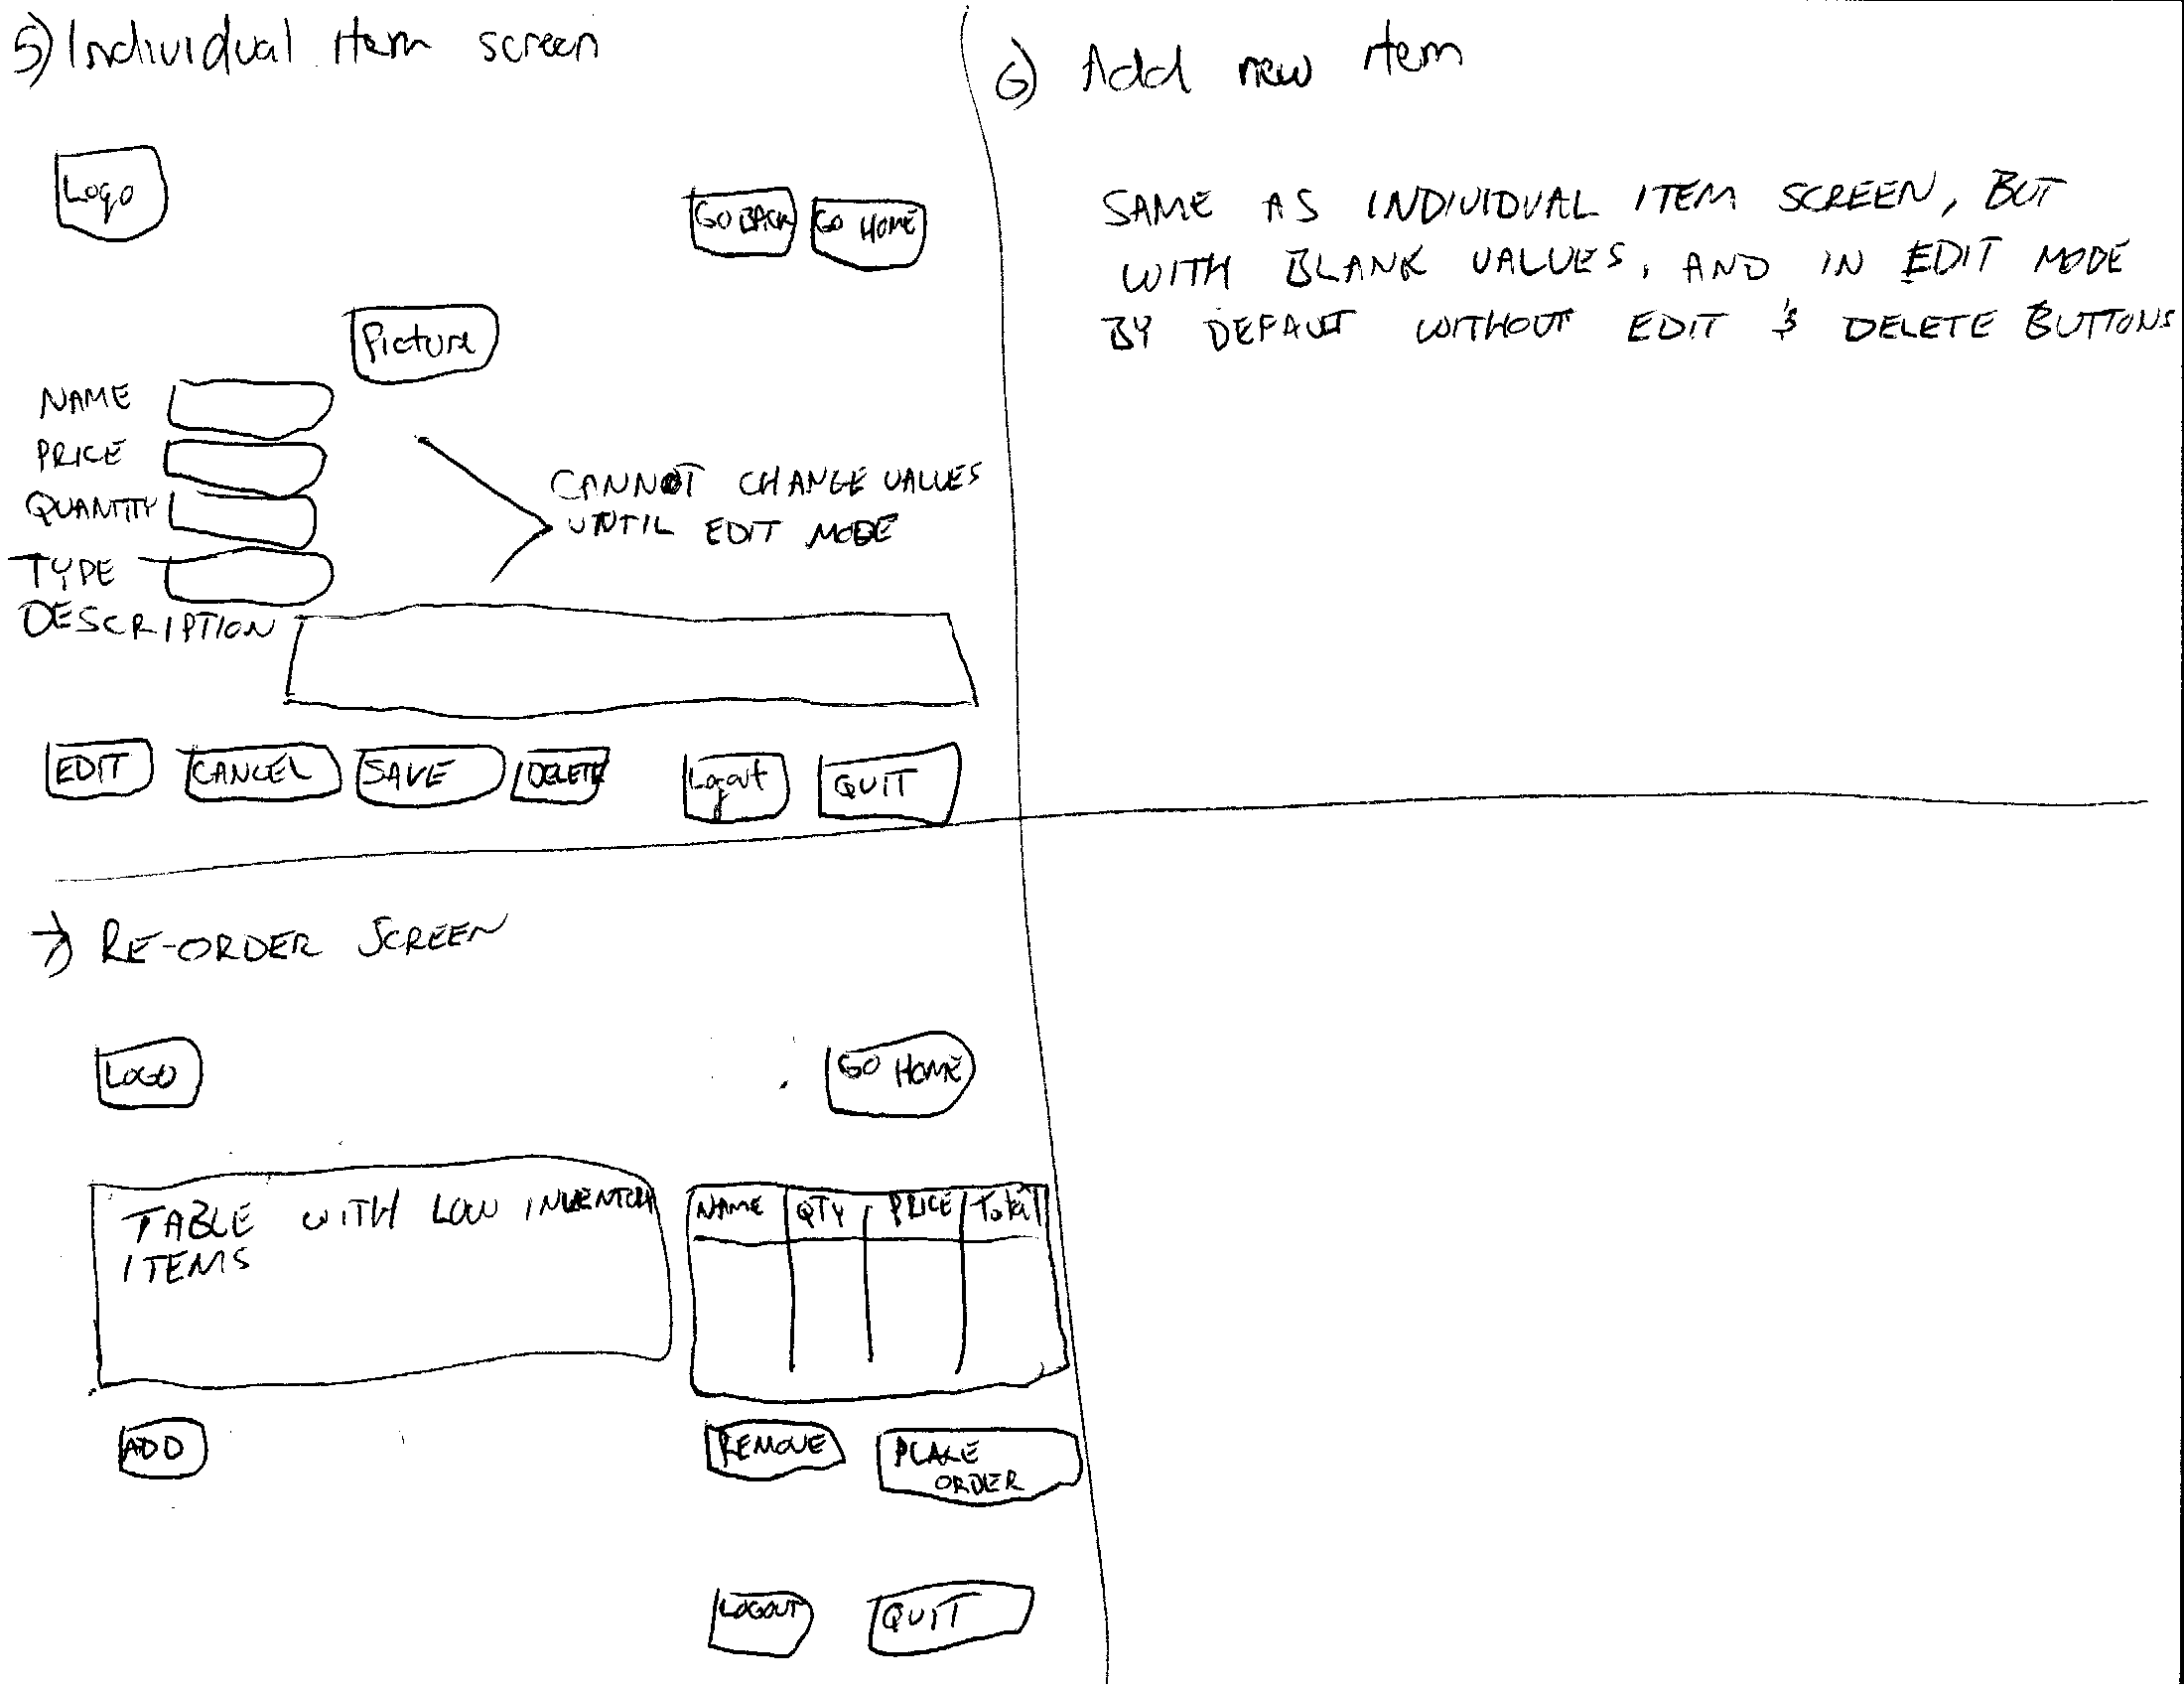 5) Individual item screen
Logo
GO BACK
GO HOME
Picture
NAME
PRICE
QUANTITY
TYPE
DESCRIPTION
CANNOT CHANGE VALUES
UNTIL EDIT MODE
EDIT
CANCEL
SAVE
DELETE
Logout
QUIT
6) Add new item
SAME AS INDIVIDUAL ITEM SCREEN, BUT
WITH BLANK VALUES, AND IN EDIT MODE
BY DEFAULT WITHOUT EDIT & DELETE BUTTONS
7) RE-ORDER SCREEN
LOGO
GO HOME
TABLE WITH LOW INVENTORY
ITEMS
NAME QTY PRICE Total
ADD
REMOVE
PLACE
ORDER
LOGOUT
QUIT